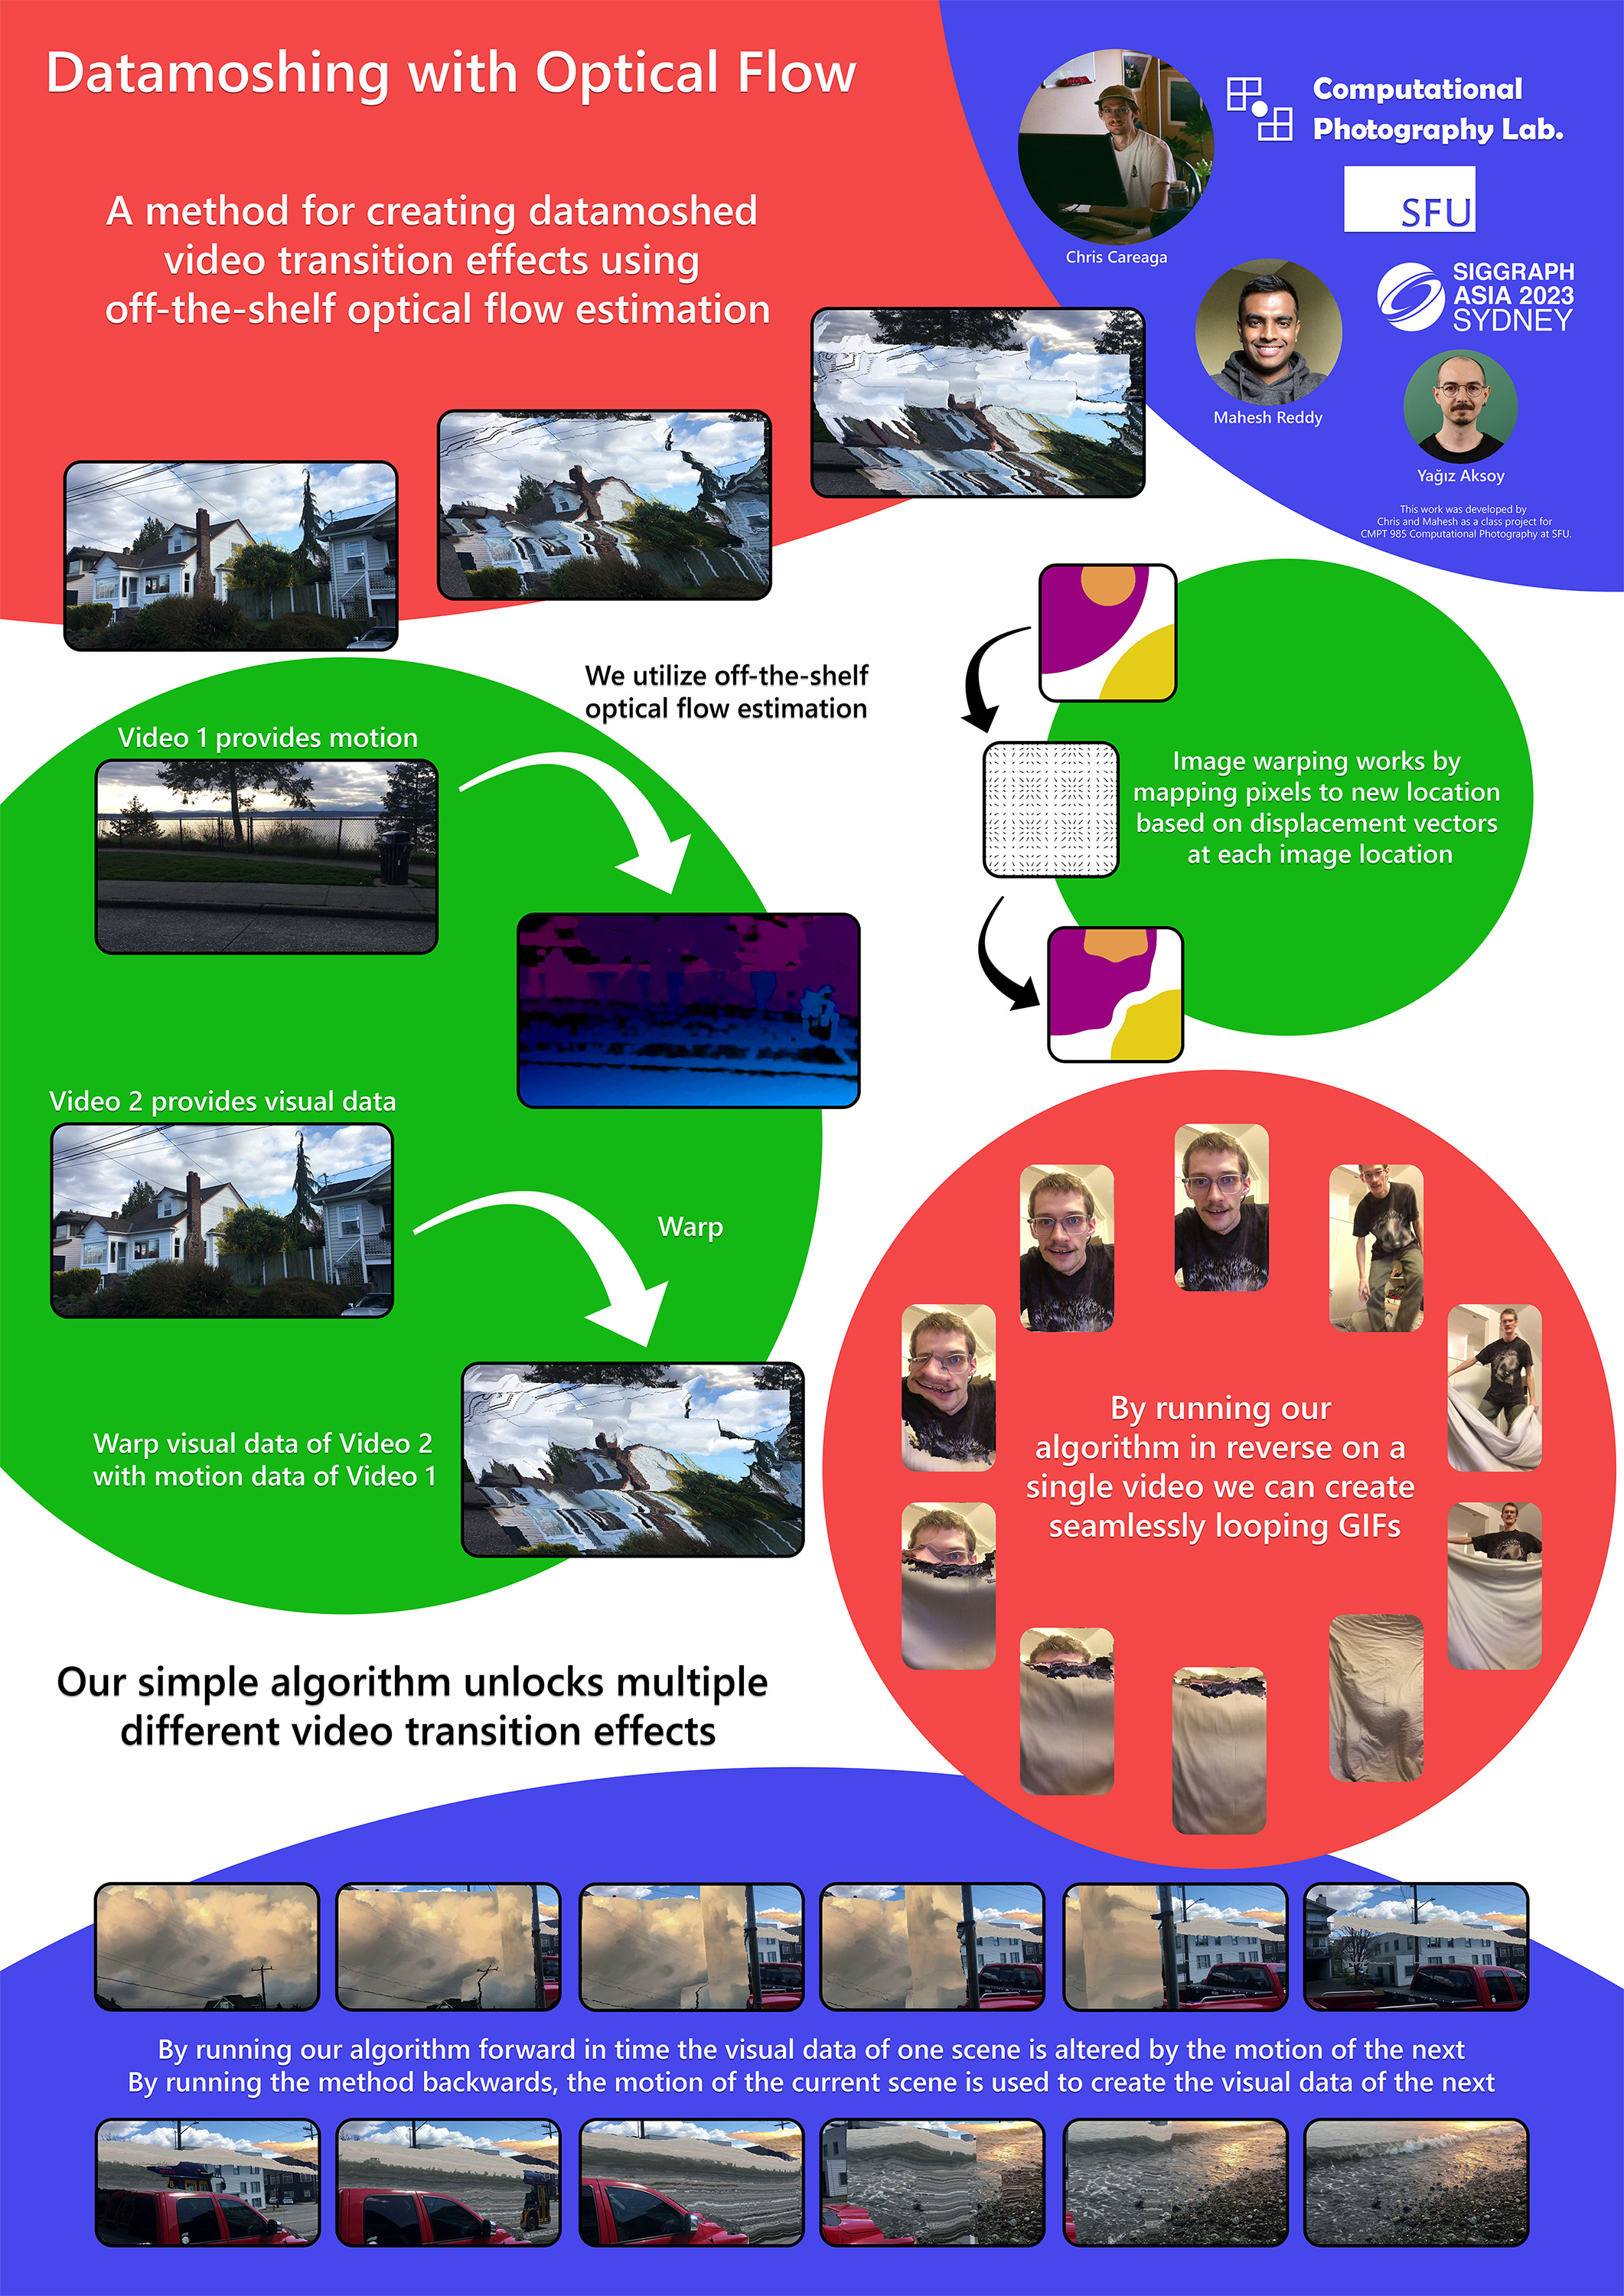 Datamoshing with Optical Flow
A method for creating datamoshed
video transition effects using
off-the-shelf optical flow estimation
Computational
Photography Lab.
SFU
Chris Careaga
SIGGRAPH
ASIA 2023
SYDNEY
Mahesh Reddy
Yağız Aksoy
This work was developed by
Chris and Mahesh as a class project for
CMPT 985 Computational Photography at SFU.
We utilize off-the-shelf
optical flow estimation
Video 1 provides motion
Image warping works by
mapping pixels to new location
based on displacement vectors
at each image location
Video 2 provides visual data
Warp
Warp visual data of Video 2
with motion data of Video 1
By running our
algorithm in reverse on a
single video we can create
seamlessly looping GIFs
Our simple algorithm unlocks multiple
different video transition effects
By running our algorithm forward in time the visual data of one scene is altered by the motion of the next
By running the method backwards, the motion of the current scene is used to create the visual data of the next